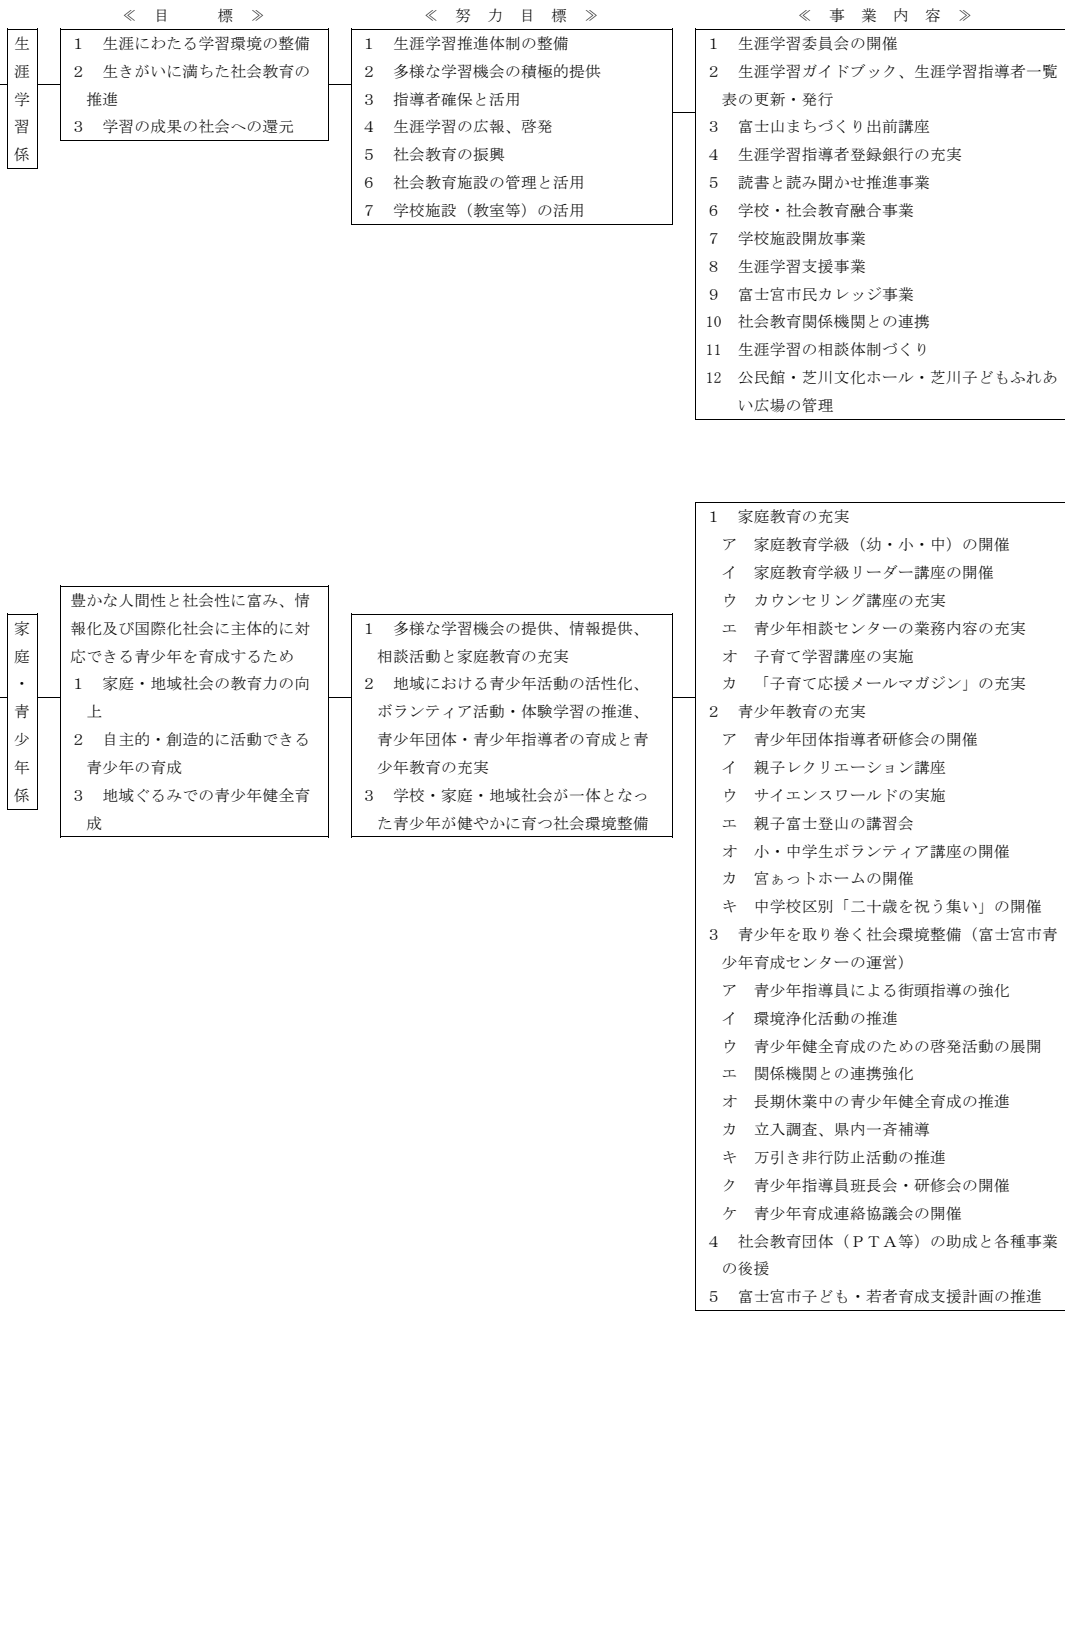 ≪　目　　　標　≫
≪　努　力　目　標　≫
≪　事　業　内　容　≫
生涯学習係
1　生涯にわたる学習環境の整備
2　生きがいに満ちた社会教育の
推進
3　学習の成果の社会への還元
1　生涯学習推進体制の整備
2　多様な学習機会の積極的提供
3　指導者確保と活用
4　生涯学習の広報、啓発
5　社会教育の振興
6　社会教育施設の管理と活用
7　学校施設（教室等）の活用
1　生涯学習委員会の開催
2　生涯学習ガイドブック、生涯学習指導者一覧
表の更新・発行
3　富士山まちづくり出前講座
4　生涯学習指導者登録銀行の充実
5　読書と読み聞かせ推進事業
6　学校・社会教育融合事業
7　学校施設開放事業
8　生涯学習支援事業
9　富士宮市民カレッジ事業
10　社会教育関係機関との連携
11　生涯学習の相談体制づくり
12　公民館・芝川文化ホール・芝川子どもふれあ
い広場の管理
家庭・青少年係
豊かな人間性と社会性に富み、情
報化及び国際化社会に主体的に対
応できる青少年を育成するため
1　家庭・地域社会の教育力の向
上
2　自主的・創造的に活動できる
青少年の育成
3　地域ぐるみでの青少年健全育
成
1　多様な学習機会の提供、情報提供、
相談活動と家庭教育の充実
2　地域における青少年活動の活性化、
ボランティア活動・体験学習の推進、
青少年団体・青少年指導者の育成と青
少年教育の充実
3　学校・家庭・地域社会が一体となっ
た青少年が健やかに育つ社会環境整備
1　家庭教育の充実
ア　家庭教育学級（幼・小・中）の開催
イ　家庭教育学級リーダー講座の開催
ウ　カウンセリング講座の充実
エ　青少年相談センターの業務内容の充実
オ　子育て学習講座の実施
カ　「子育て応援メールマガジン」の充実
2　青少年教育の充実
ア　青少年団体指導者研修会の開催
イ　親子レクリエーション講座
ウ　サイエンスワールドの実施
エ　親子富士登山の講習会
オ　小・中学生ボランティア講座の開催
カ　宮ぁっトホームの開催
キ　中学校区別「二十歳を祝う集い」の開催
3　青少年を取り巻く社会環境整備（富士宮市青
少年育成センターの運営）
ア　青少年指導員による街頭指導の強化
イ　環境浄化活動の推進
ウ　青少年健全育成のための啓発活動の展開
エ　関係機関との連携強化
オ　長期休業中の青少年健全育成の推進
カ　立入調査、県内一斉補導
キ　万引き非行防止活動の推進
ク　青少年指導員班長会・研修会の開催
ケ　青少年育成連絡協議会の開催
4　社会教育団体（ＰＴＡ等）の助成と各種事業
の後援
5　富士宮市子ども・若者育成支援計画の推進